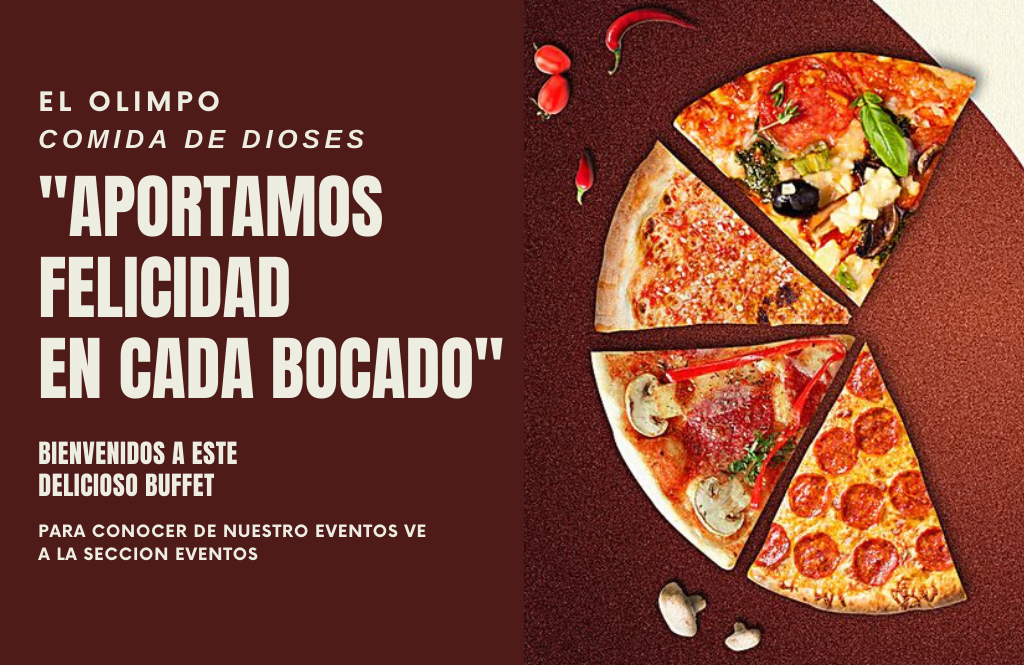 EL OLIMPO
COMIDA DE DIOSES
"APORTAMOS
FELICIDAD
EN CADA BOCADO"
BIENVENIDOS A ESTE
DELICIOSO BUFFET
PARA CONOCER DE NUESTRO EVENTOS VE
A LA SECCION EVENTOS